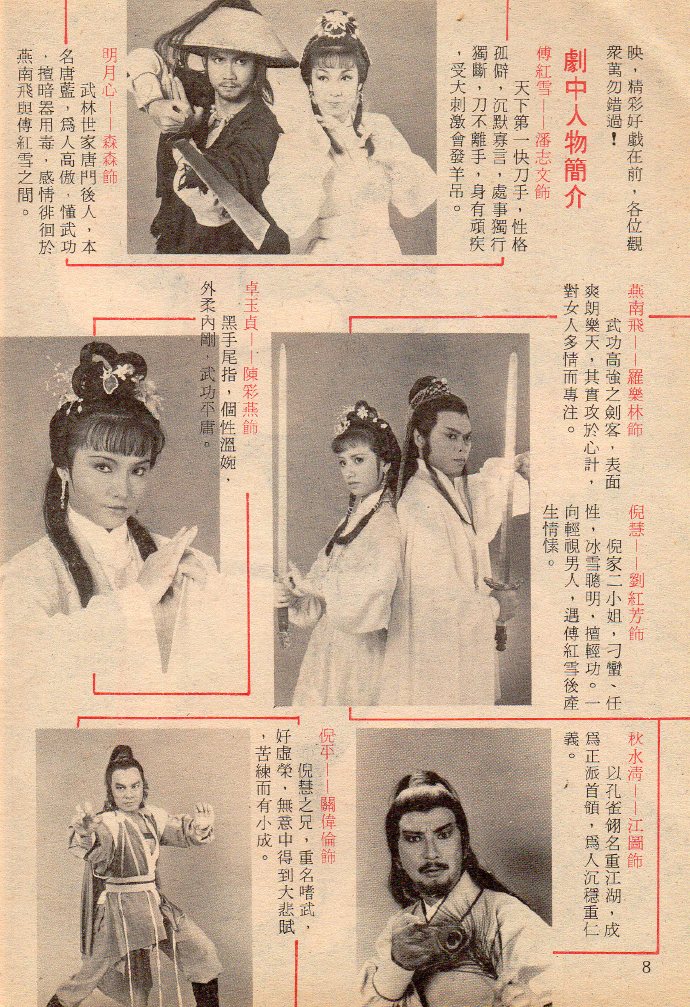 映，精彩好戲在前，各位觀
衆萬勿錯過！
劇中人物簡介
傅紅雪——潘志文飾
天下第一快刀手，性格
孤僻，沉默寡言，處事獨行
獨斷，刀不離手，身有頑疾
，受大刺激會發羊吊。
明月心——森森飾
武林世家唐門後人，本
名唐藍，爲人高傲，懂武功
，擅暗器用毒，感情徘徊於
燕南飛與傅紅雪之間。
燕南飛——羅樂林飾
武功高強之劍客，表面
爽朗樂天，其實攻於心計，
對女人多情而專注。
卓玉貞——陳彩燕飾
黑手尾指，個性溫婉，
外柔內剛，武功平庸。
倪慧——劉紅芳飾
倪家二小姐，刁蠻、任
性，冰雪聰明，擅輕功。一
向輕視男人，遇傅紅雪後產
生情愫。
秋水清——江圖飾
以孔雀翎名重江湖，成
爲正派首領，爲人沉穩重仁
義。
倪平——關偉倫飾
倪慧之兄，重名嗜武，
好虛榮，無意中得到大悲賦
，苦練而有小成。
8